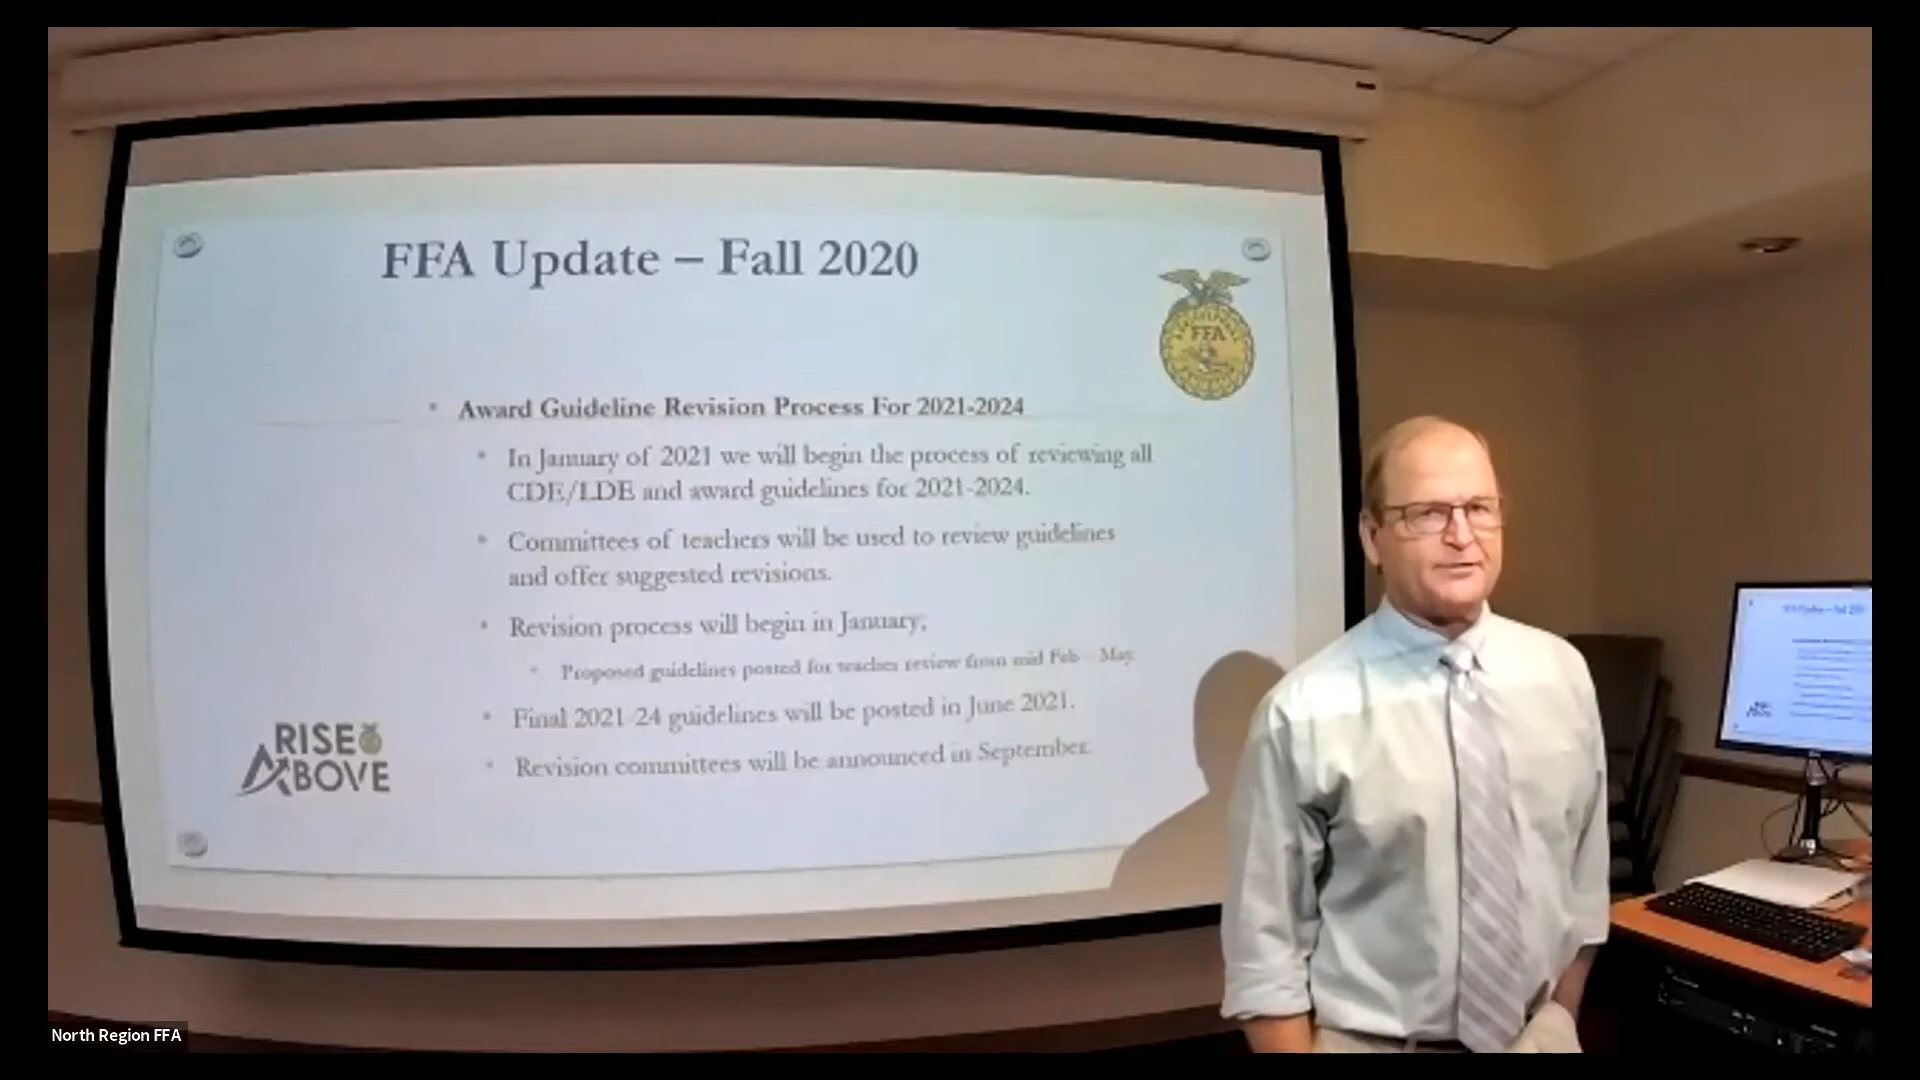 FFA Update – Fall 2020
FFA
• Award Guideline Revision Process For 2021-2024
• In January of 2021 we will begin the process of reviewing all
CDE/LDE and award guidelines for 2021-2024.
• Committees of teachers will be used to review guidelines
and offer suggested revisions.
• Revision process will begin in January;
• Proposed guidelines posted for teacher review from mid Feb – May.
• Final 2021-24 guidelines will be posted in June 2021.
• Revision committees will be announced in September.
RISE
ABOVE
North Region FFA